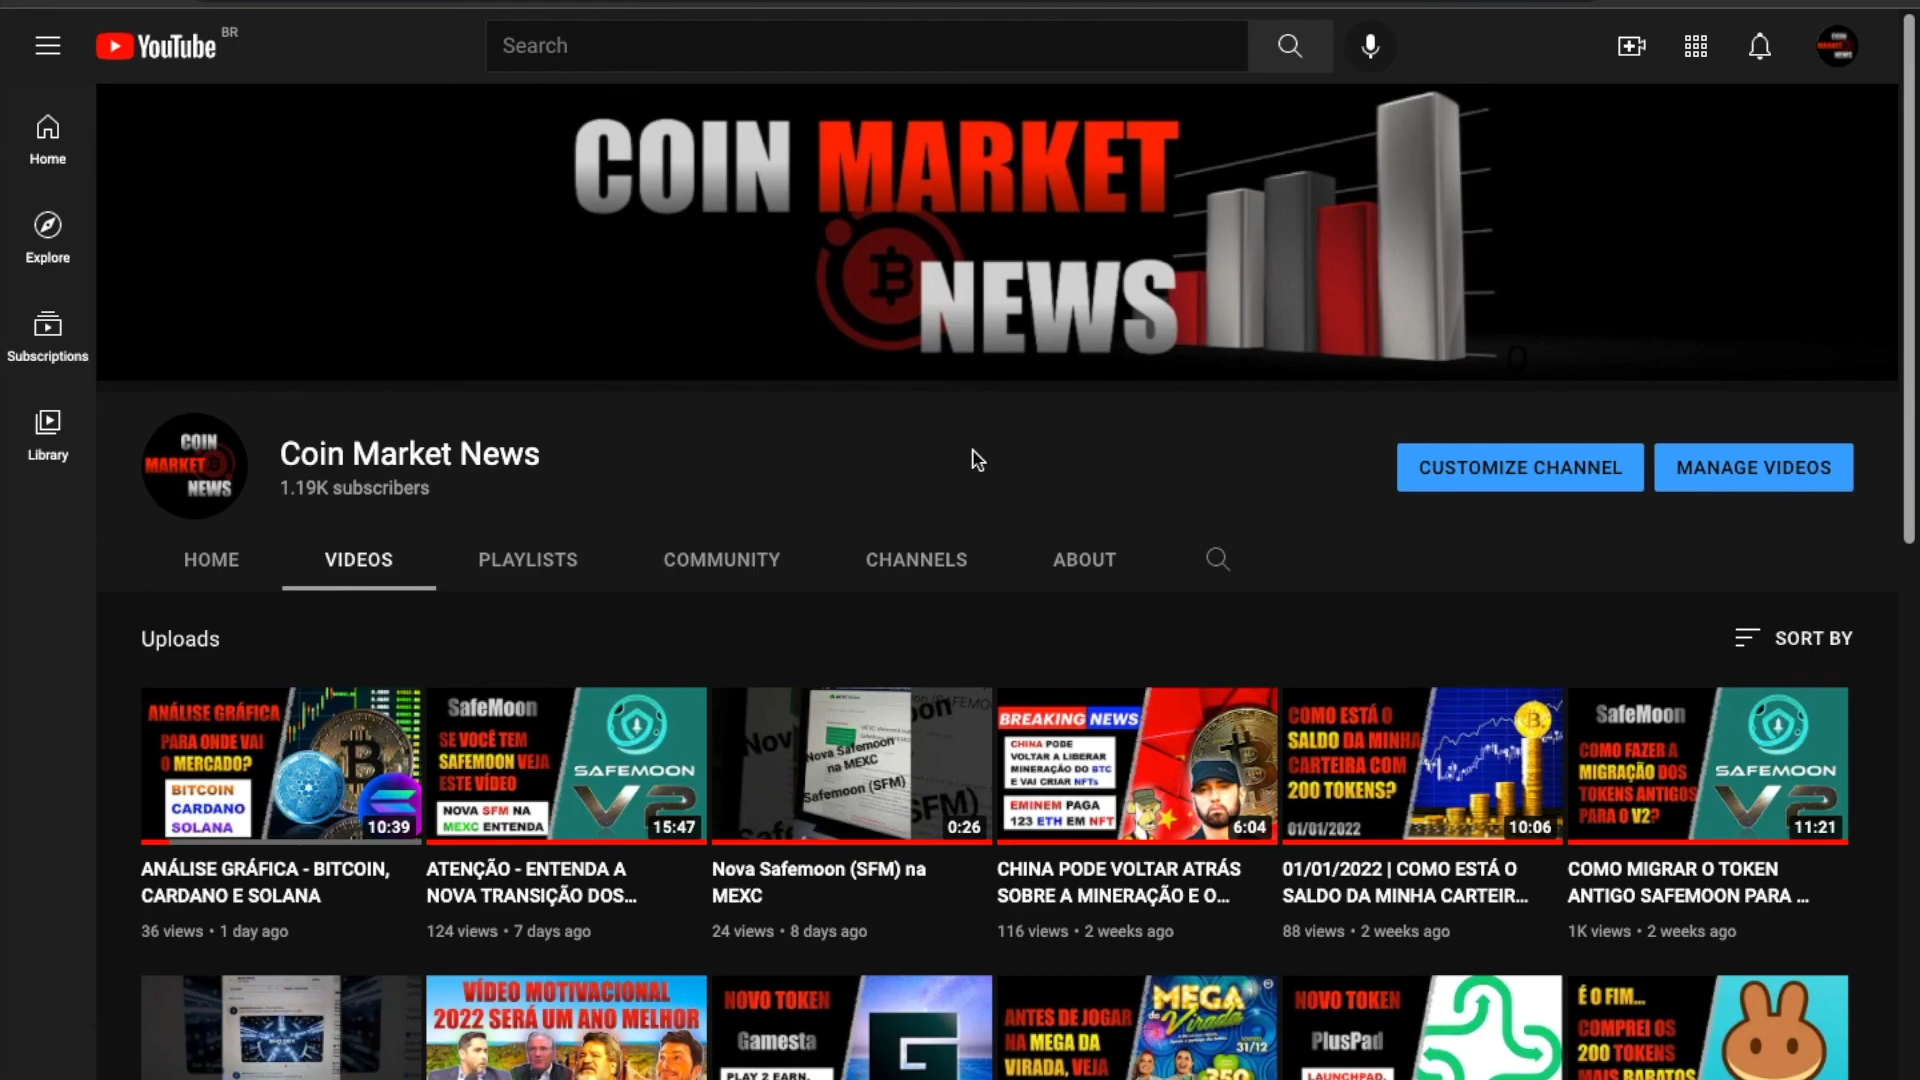 YouTube BR
Search
COIN MARKET
NEWS
Home
Explore
Subscriptions
Library
COIN
MARKET
NEWS
Coin Market News
1.19K subscribers
CUSTOMIZE CHANNEL
MANAGE VIDEOS
HOME
VIDEOS
PLAYLISTS
COMMUNITY
CHANNELS
ABOUT
Uploads
SORT BY
ANÁLISE GRÁFICA
PARA ONDE VAI
O MERCADO?
BITCOIN
CARDANO
SOLANA
10:39
SafeMoon
SE VOCÊ TEM
SAFEMOON VEJA
ESTE VÍDEO
NOVA SFM NA
MEXC ENTENDA
SAFEMOON
V2
15:47
Nova Safemoon
na MEXC
Safemoon (SFM)
0:26
BREAKING NEWS
CHINA PODE
VOLTAR A LIBERAR
MINERAÇÃO DO BTC
E VAI CRIAR NFTs
EMINEM PAGA
123 ETH EM NFT
6:04
COMO ESTÁ O
SALDO DA MINHA
CARTEIRA COM
200 TOKENS?
01/01/2022
10:06
SafeMoon
COMO FAZER A
MIGRAÇÃO DOS
TOKENS ANTIGOS
PARA O V2?
SAFEMOON
V2
11:21
ANÁLISE GRÁFICA - BITCOIN,
CARDANO E SOLANA
36 views • 1 day ago
ATENÇÃO - ENTENDA A
NOVA TRANSIÇÃO DOS...
124 views • 7 days ago
Nova Safemoon (SFM) na
MEXC
24 views • 8 days ago
CHINA PODE VOLTAR ATRÁS
SOBRE A MINERAÇÃO E O...
116 views • 2 weeks ago
01/01/2022 | COMO ESTÁ O
SALDO DA MINHA CARTEIR...
88 views • 2 weeks ago
COMO MIGRAR O TOKEN
ANTIGO SAFEMOON PARA ...
1K views • 2 weeks ago
VÍDEO MOTIVACIONAL
2022 SERÁ UM ANO MELHOR
NOVO TOKEN
Gamesta
PLAY 2 EARN,
ANTES DE JOGAR
NA MEGA DA
VIRADA, VEJA
MEGA
da Virada
31/12
350
NOVO TOKEN
PlusPad
LAUNCHPAD,
É O FIM...
COMPREI OS
200 TOKENS
MAIS BARATOS